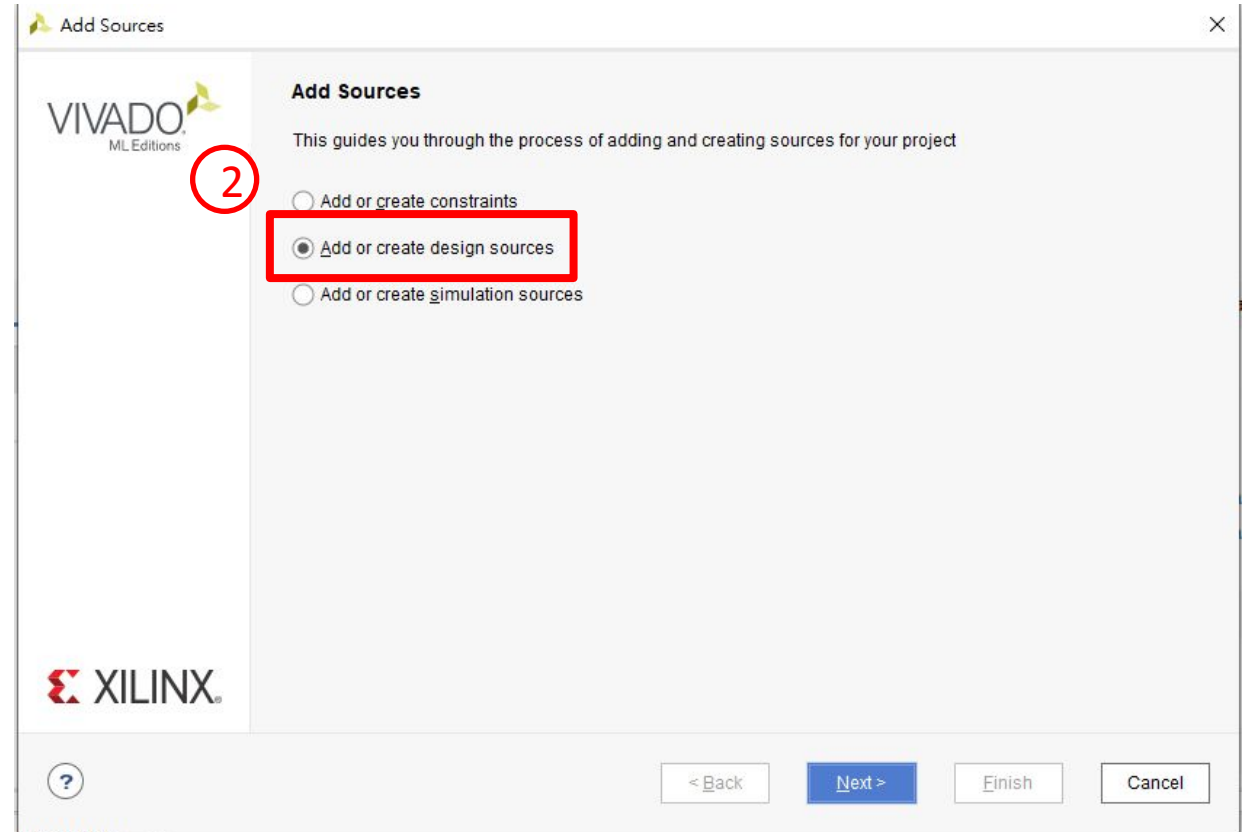 Add Sources
VIVADO.
ML Editions
2
Add Sources
This guides you through the process of adding and creating sources for your project
Add or create constraints
Add or create design sources
Add or create simulation sources
XILINX®
?
< Back
Next >
Finish
Cancel